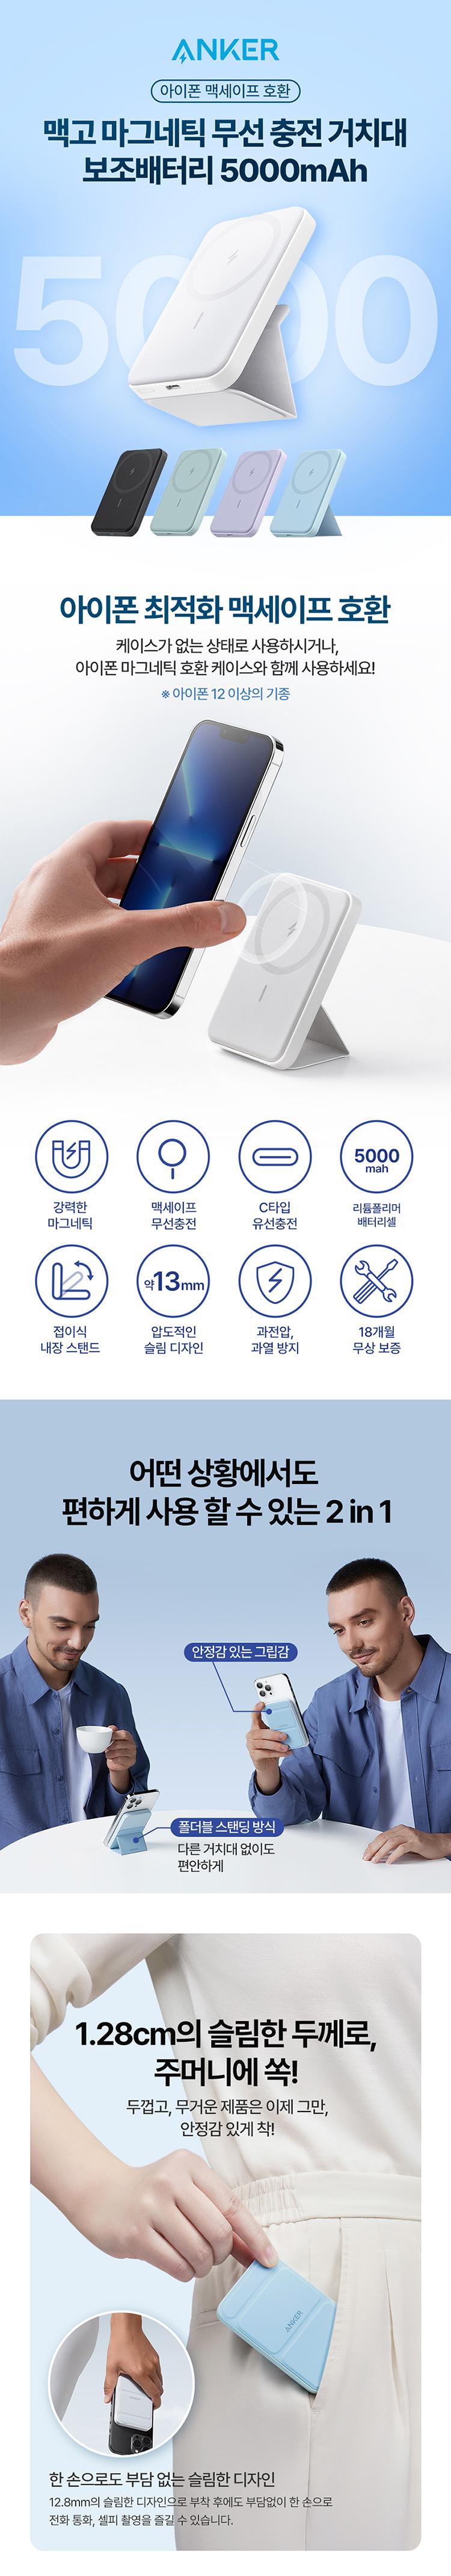 ANKER
아이폰 맥세이프 호환
맥고 마그네틱 무선 충전 거치대
보조배터리 5000mAh
5000
아이폰 최적화 맥세이프 호환
케이스가 없는 상태로 사용하시거나,
아이폰 마그네틱 호환 케이스와 함께 사용하세요!
※ 아이폰 12 이상의 기종
강력한
마그네틱
맥세이프
무선충전
C타입
유선충전
5000
mah
리튬폴리머
배터리셀
접이식
내장 스탠드
약13mm
압도적인
슬림 디자인
과전압,
과열 방지
18개월
무상 보증
어떤 상황에서도
편하게 사용 할 수 있는 2 in 1
안정감 있는 그립감
폴더블 스탠딩 방식
다른 거치대 없이도
편안하게
1.28cm의 슬림한 두께로,
주머니에 쏙!
두껍고, 무거운 제품은 이제 그만,
안정감 있게 착!
ANKER
한 손으로도 부담 없는 슬림한 디자인
12.8mm의 슬림한 디자인으로 부착 후에도 부담없이 한 손으로
전화 통화, 셀피 촬영을 즐길 수 있습니다.